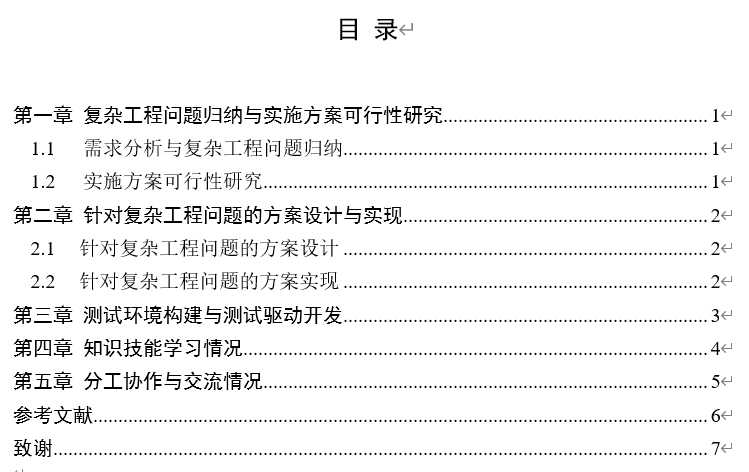 目 录
第一章 复杂工程问题归纳与实施方案可行性研究........................................................1
1.1 需求分析与复杂工程问题归纳........................................................................1
1.2 实施方案可行性研究........................................................................................1
第二章 针对复杂工程问题的方案设计与实现................................................................2
2.1 针对复杂工程问题的方案设计........................................................................2
2.2 针对复杂工程问题的方案实现........................................................................2
第三章 测试环境构建与测试驱动开发............................................................................3
第四章 知识技能学习情况................................................................................................4
第五章 分工协作与交流情况............................................................................................5
参考文献..............................................................................................................................6
致谢......................................................................................................................................7